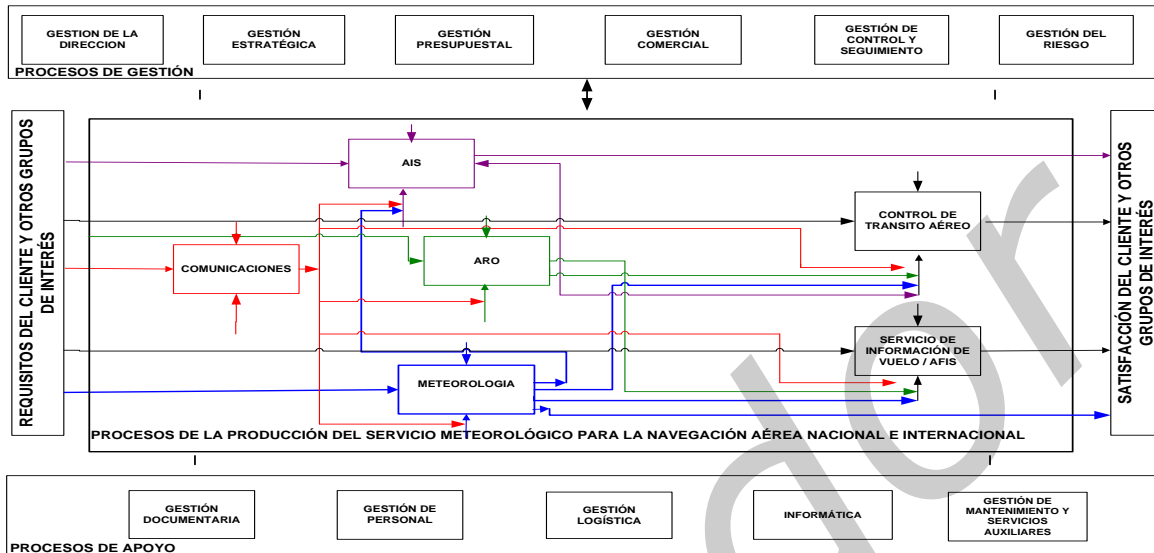 GESTION DE LA
DIRECCION
GESTIÓN
ESTRATÉGICA
GESTIÓN
PRESUPUESTAL
GESTIÓN
COMERCIAL
GESTIÓN DE
CONTROL Y
SEGUIMIENTO
GESTIÓN DEL
RIESGO
PROCESOS DE GESTIÓN
REQUISITOS DEL CLIENTE Y OTROS GRUPOS
DE INTERÉS
AIS
COMUNICACIONES
ARO
METEOROLOGIA
CONTROL DE
TRANSITO AÉREO
SERVICIO DE
INFORMACIÓN DE
VUELO / AFIS
SATISFACCIÓN DEL CLIENTE Y OTROS
GRUPOS DE INTERÉS
PROCESOS DE LA PRODUCCIÓN DEL SERVICIO METEOROLÓGICO PARA LA NAVEGACIÓN AÉREA NACIONAL E INTERNACIONAL
GESTIÓN
DOCUMENTARIA
GESTIÓN DE
PERSONAL
GESTIÓN
LOGÍSTICA
INFORMÁTICA
GESTIÓN DE
MANTENIMIENTO Y
SERVICIOS
AUXILIARES
PROCESOS DE APOYO
dor